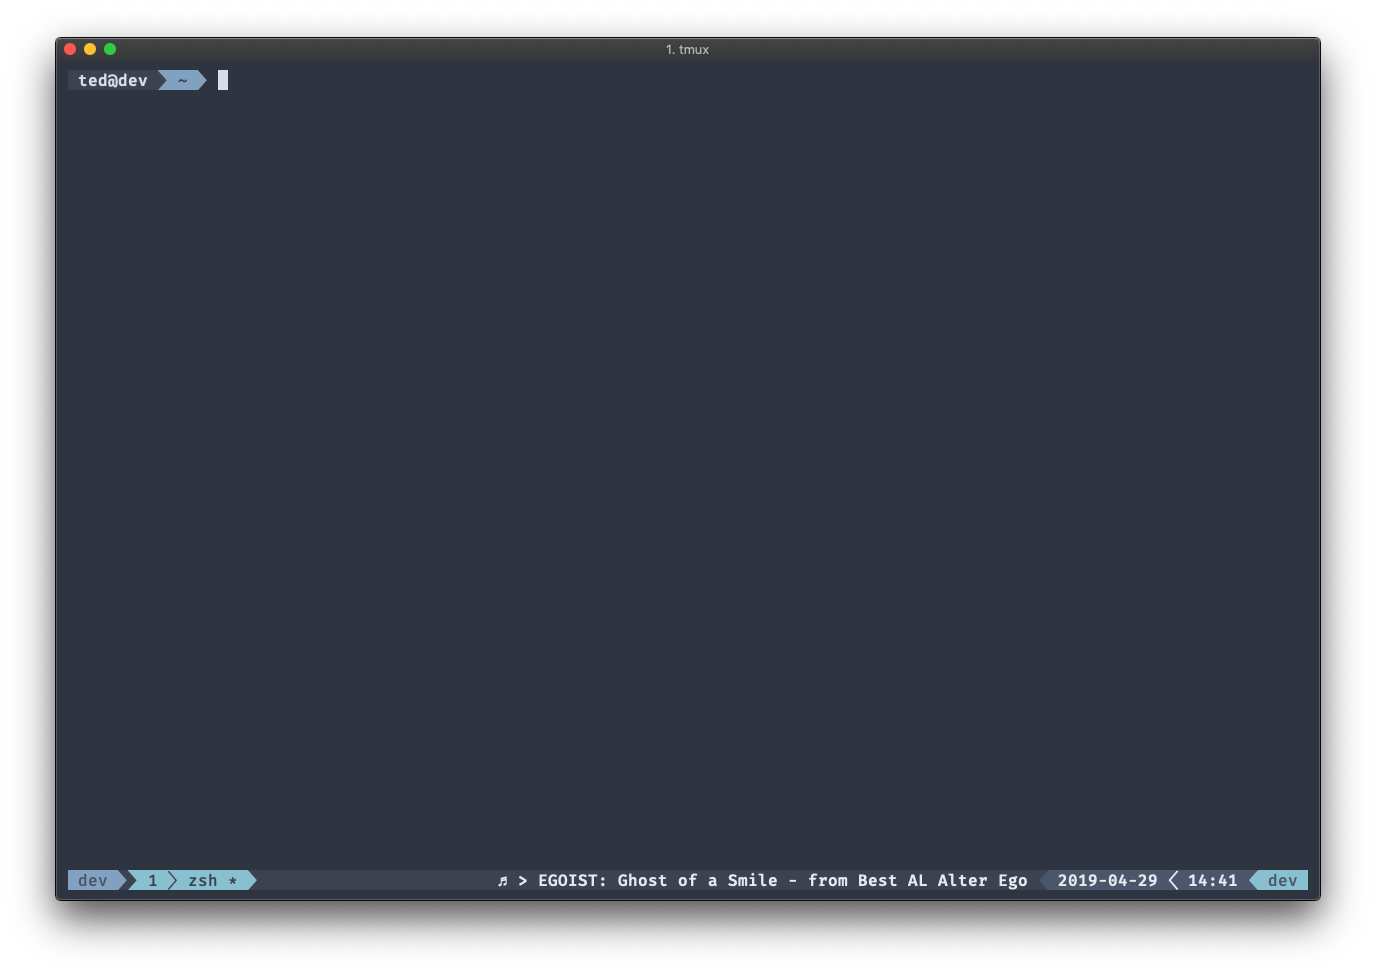 1. tmux
ted@dev ~
dev 1 zsh * ♬ > EGOIST: Ghost of a Smile - from Best AL Alter Ego 2019-04-29 14:41 dev